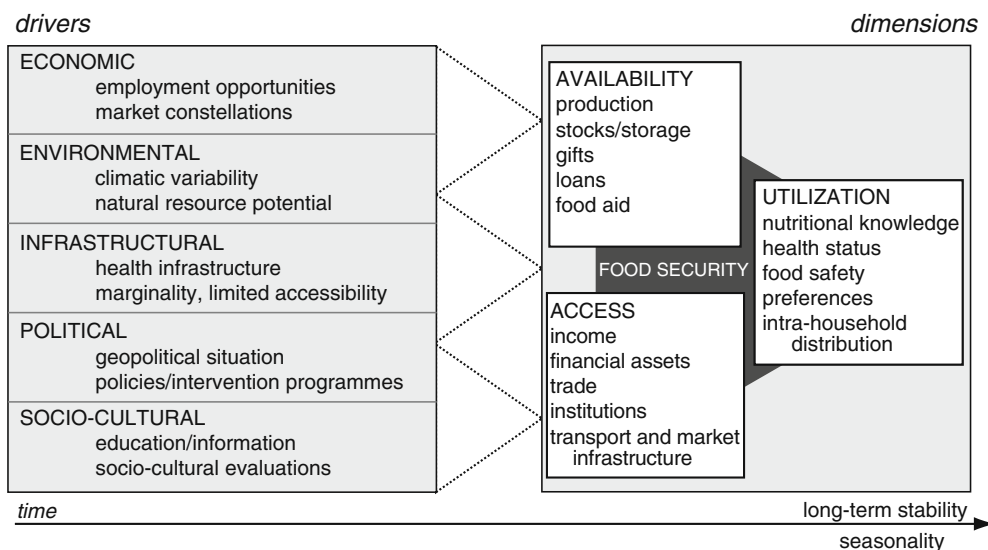 drivers
dimensions
ECONOMIC
employment opportunities
market constellations
ENVIRONMENTAL
climatic variability
natural resource potential
INFRASTRUCTURAL
health infrastructure
marginality, limited accessibility
POLITICAL
geopolitical situation
policies/intervention programmes
SOCIO-CULTURAL
education/information
socio-cultural evaluations
AVAILABILITY
production
stocks/storage
gifts
loans
food aid
FOOD SECURITY
ACCESS
income
financial assets
trade
institutions
transport and market
infrastructure
UTILIZATION
nutritional knowledge
health status
food safety
preferences
intra-household
distribution
time
long-term stability
seasonality